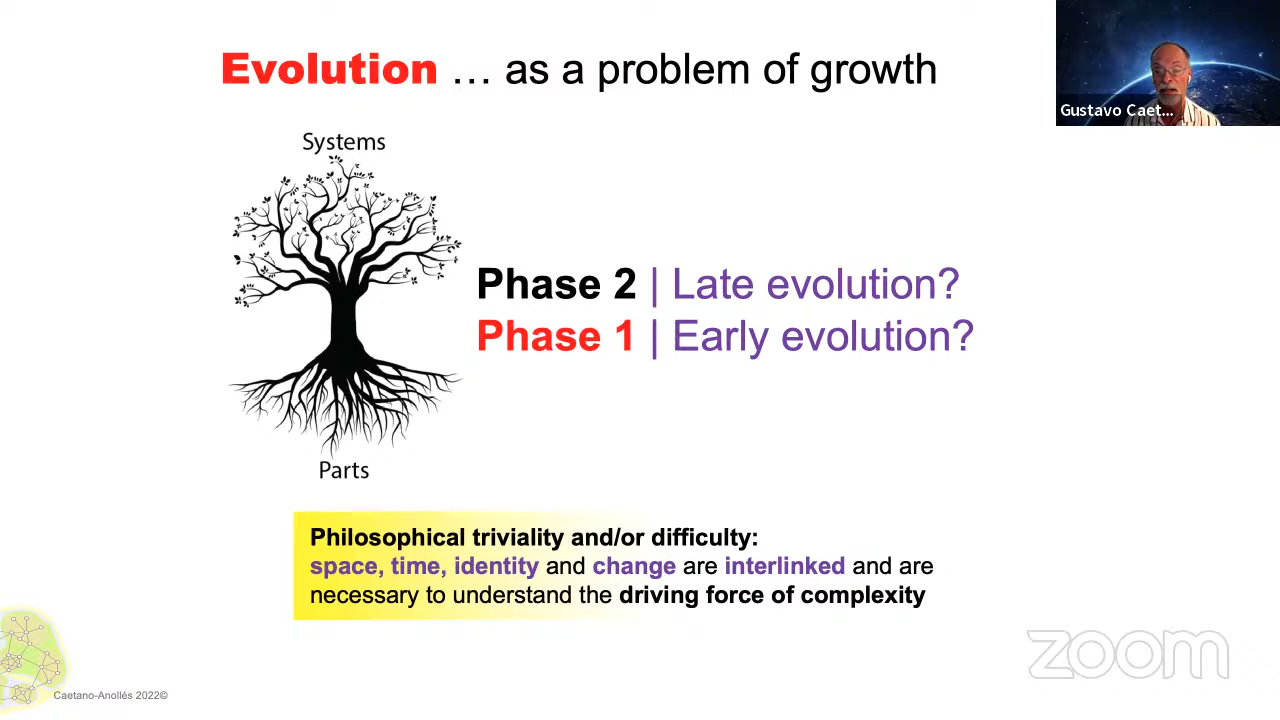 Evolution … as a problem of growth
Gustavo Caet...
Systems
Phase 2 | Late evolution?
Phase 1 | Early evolution?
Parts
Philosophical triviality and/or difficulty:
space, time, identity and change are interlinked and are
necessary to understand the driving force of complexity
zoom
Caetano-Anollés 2022©